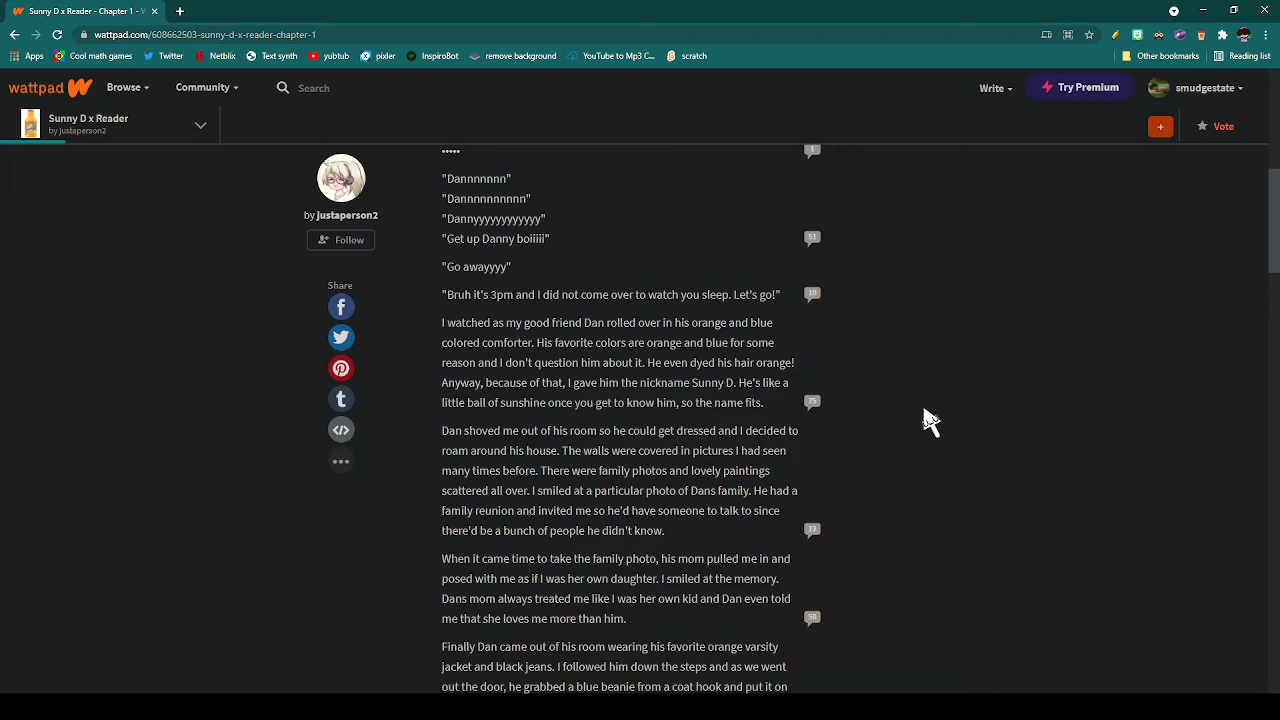 Sunny D x Reader - Chapter 1 - W
wattpad.com/608662503-sunny-d-x-reader-chapter-1
Apps Cool math games Twitter Netblix Text synth yubtub pixler InspiroBot remove background YouTube to Mp3 C... scratch Other bookmarks Reading list
wattpad Browse Community Search Write Try Premium smudgestate
Sunny D x Reader
by justaperson2
+ Vote
•••••
1
"Dannnnnnn"
"Dannnnnnnnnn"
"Dannyyyyyyyyyyyy"
"Get up Danny boiiiii"
51
"Go awayyyy"
"Bruh it's 3pm and I did not come over to watch you sleep. Let's go!"
10
I watched as my good friend Dan rolled over in his orange and blue
colored comforter. His favorite colors are orange and blue for some
reason and I don't question him about it. He even dyed his hair orange!
Anyway, because of that, I gave him the nickname Sunny D. He's like a
little ball of sunshine once you get to know him, so the name fits.
75
Dan shoved me out of his room so he could get dressed and I decided to
roam around his house. The walls were covered in pictures I had seen
many times before. There were family photos and lovely paintings
scattered all over. I smiled at a particular photo of Dans family. He had a
family reunion and invited me so he'd have someone to talk to since
there'd be a bunch of people he didn't know.
12
When it came time to take the family photo, his mom pulled me in and
posed with me as if I was her own daughter. I smiled at the memory.
Dans mom always treated me like I was her own kid and Dan even told
me that she loves me more than him.
50
Finally Dan came out of his room wearing his favorite orange varsity
jacket and black jeans. I followed him down the steps and as we went
out the door, he grabbed a blue beanie from a coat hook and put it on
by justaperson2
Follow
Share